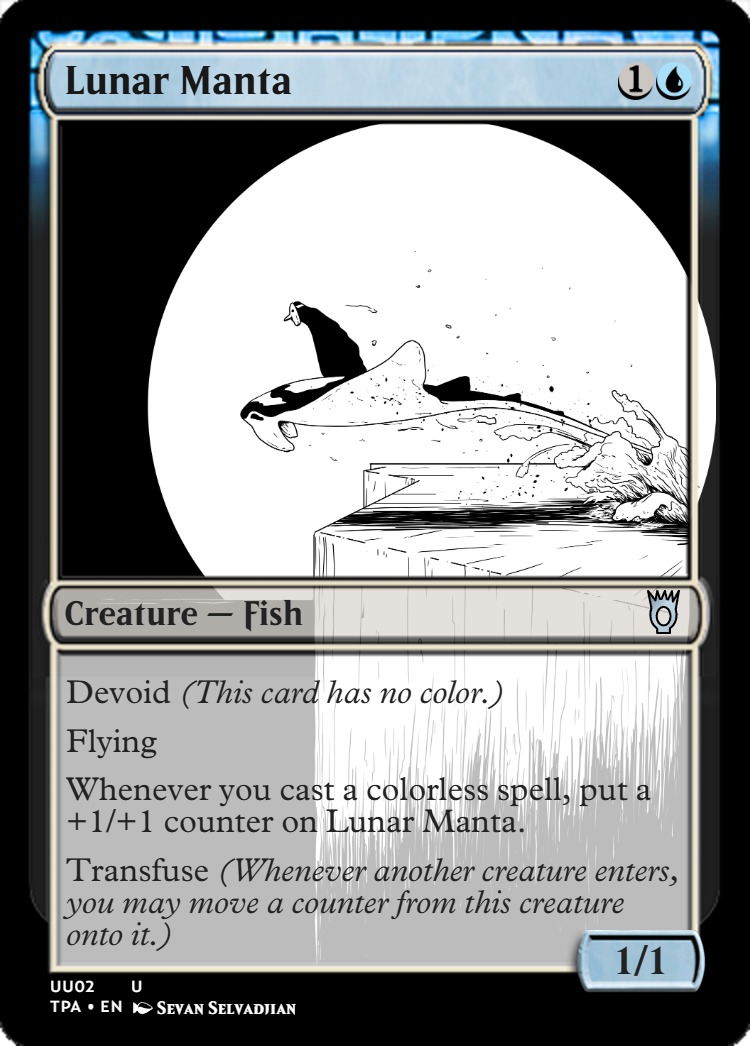 Lunar Manta 1
Creature — Fish
Devoid (This card has no color.)
Flying
Whenever you cast a colorless spell, put a
+1/+1 counter on Lunar Manta.
Transfuse (Whenever another creature enters,
you may move a counter from this creature
onto it.)
1/1
UU02 U
TPA • EN Sevan Selvadjian